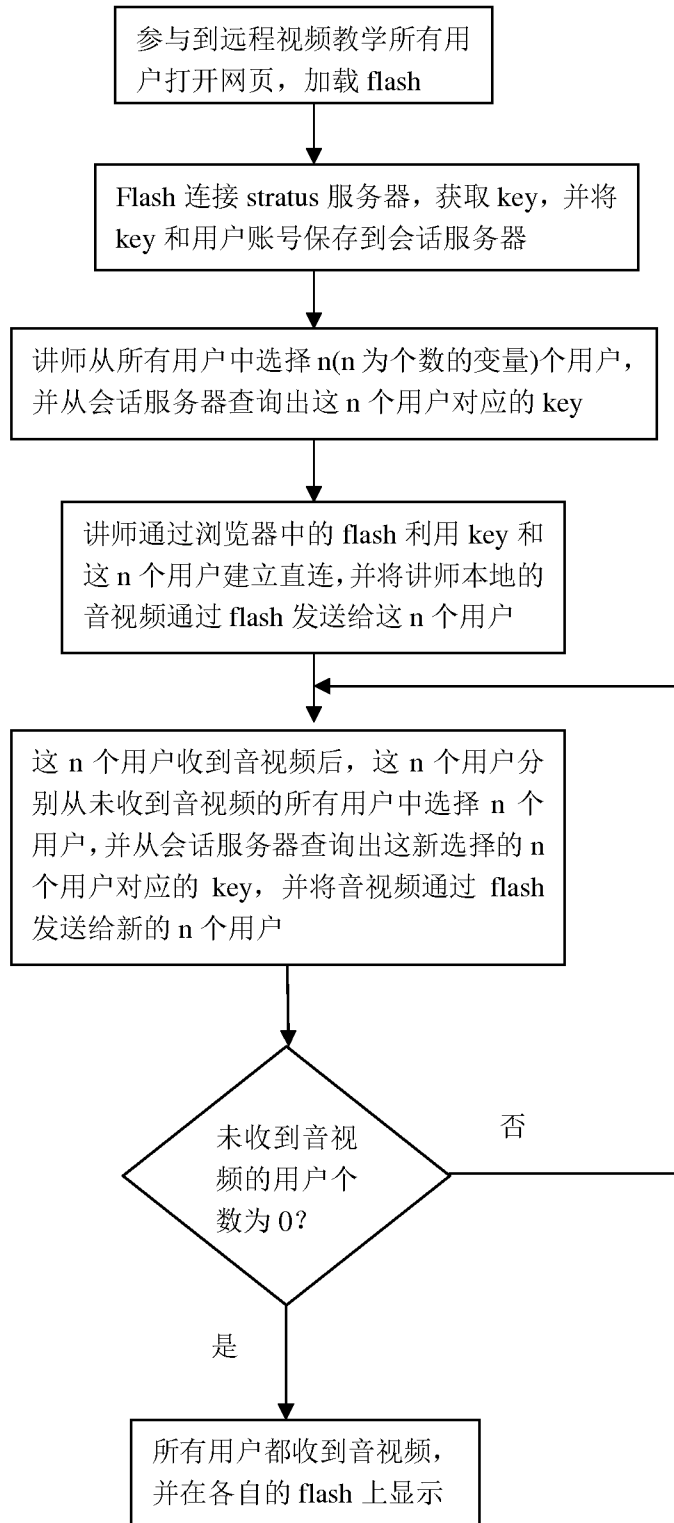 参与到远程视频教学所有用
户打开网页，加载 flash
Flash 连接 stratus 服务器，获取 key，并将
key 和用户账号保存到会话服务器
讲师从所有用户中选择 n(n 为个数的变量)个用户，
并从会话服务器查询出这 n 个用户对应的 key
讲师通过浏览器中的 flash 利用 key 和
这 n 个用户建立直连，并将讲师本地的
音视频通过 flash 发送给这 n 个用户
这 n 个用户收到音视频后，这 n 个用户分
别从未收到音视频的所有用户中选择 n 个
用户，并从会话服务器查询出这新选择的 n
个用户对应的 key，并将音视频通过 flash
发送给新的 n 个用户
未收到音视
频的用户个
数为 0？
否
是
所有用户都收到音视频，
并在各自的 flash 上显示